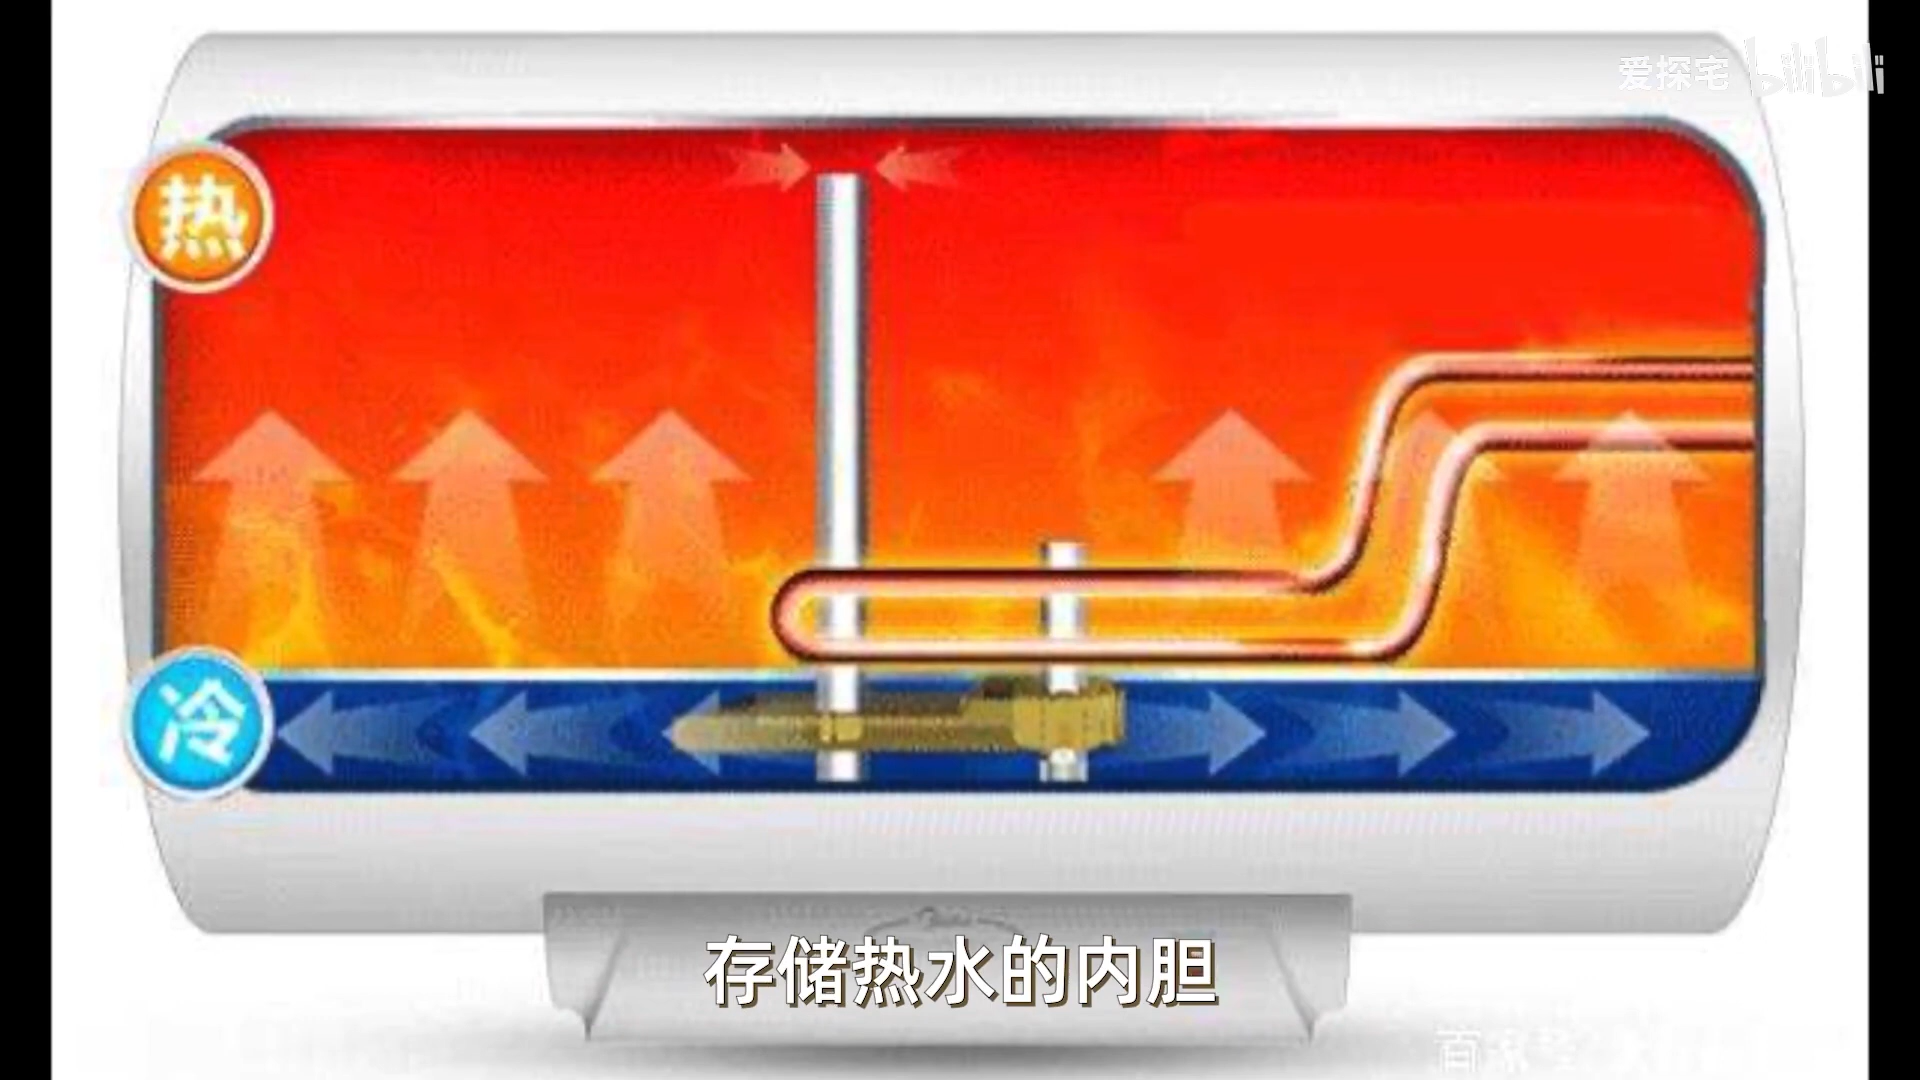 爱探宅 bilibili
热
冷
存储热水的内胆